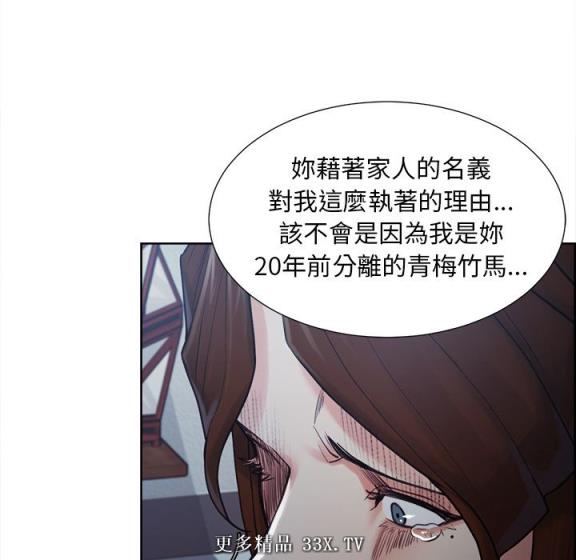 妳藉著家人的名義
對我這麼執著的理由...
該不會是因為我是妳
20年前分離的青梅竹馬...
更多精品 33X.TV